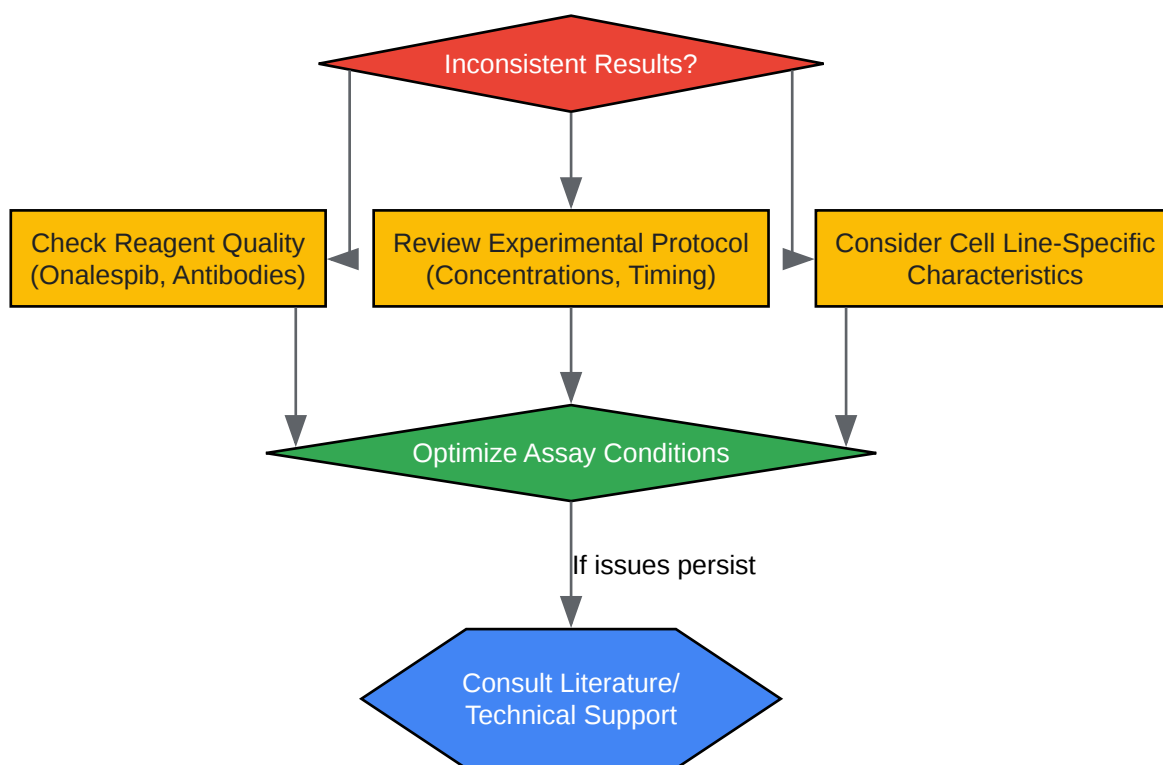 Inconsistent Results?
Check Reagent Quality
(Onalespib, Antibodies)
Review Experimental Protocol
(Concentrations, Timing)
Consider Cell Line-Specific
Characteristics
Optimize Assay Conditions
If issues persist
Consult Literature/
Technical Support